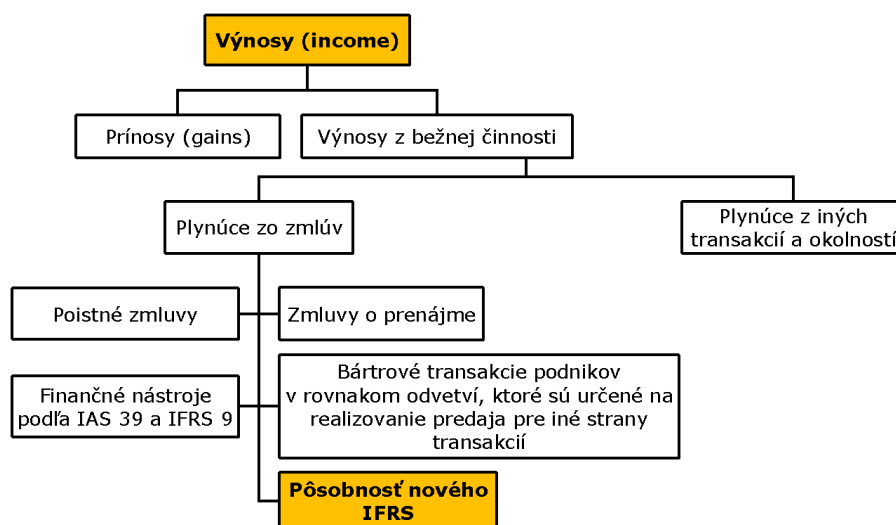 Výnosy (income)
Prínosy (gains)
Výnosy z bežnej činnosti
Plynúce zo zmlúv
Plynúce z iných
transakcií a okolností
Poistné zmluvy
Zmluvy o prenájme
Finančné nástroje
podľa IAS 39 a IFRS 9
Bártrové transakcie podnikov
v rovnakom odvetví, ktoré sú určené na
realizovanie predaja pre iné strany
transakcií
Pôsobnosť nového
IFRS